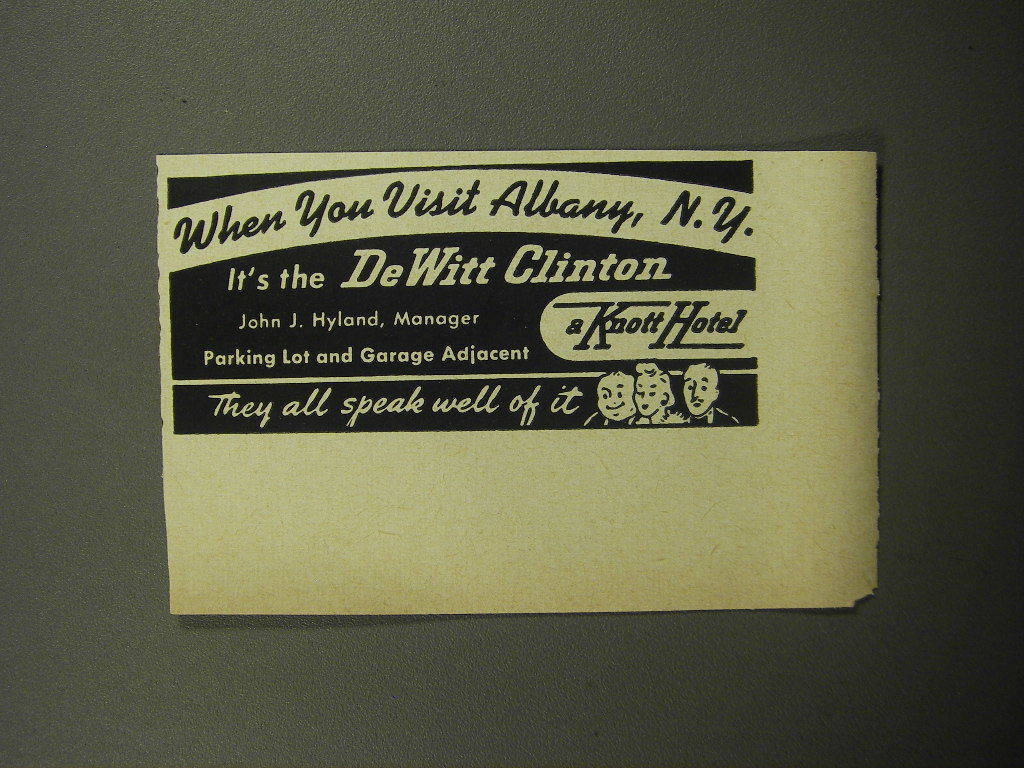 When You Visit Albany, N.Y.
It's the DeWitt Clinton
John J. Hyland, Manager
a Knott Hotel
Parking Lot and Garage Adjacent
They all speak well of it